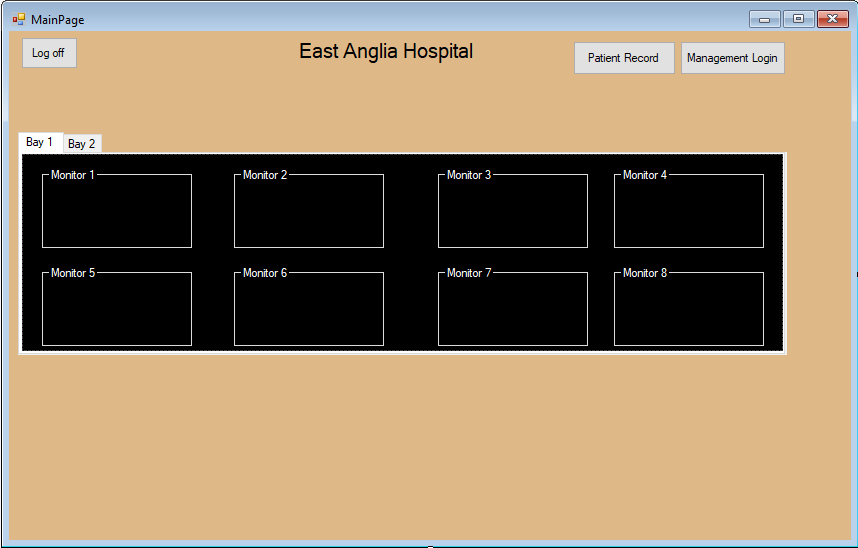 MainPage
Log off
East Anglia Hospital
Patient Record
Management Login
Bay 1
Bay 2
Monitor 1
Monitor 2
Monitor 3
Monitor 4
Monitor 5
Monitor 6
Monitor 7
Monitor 8